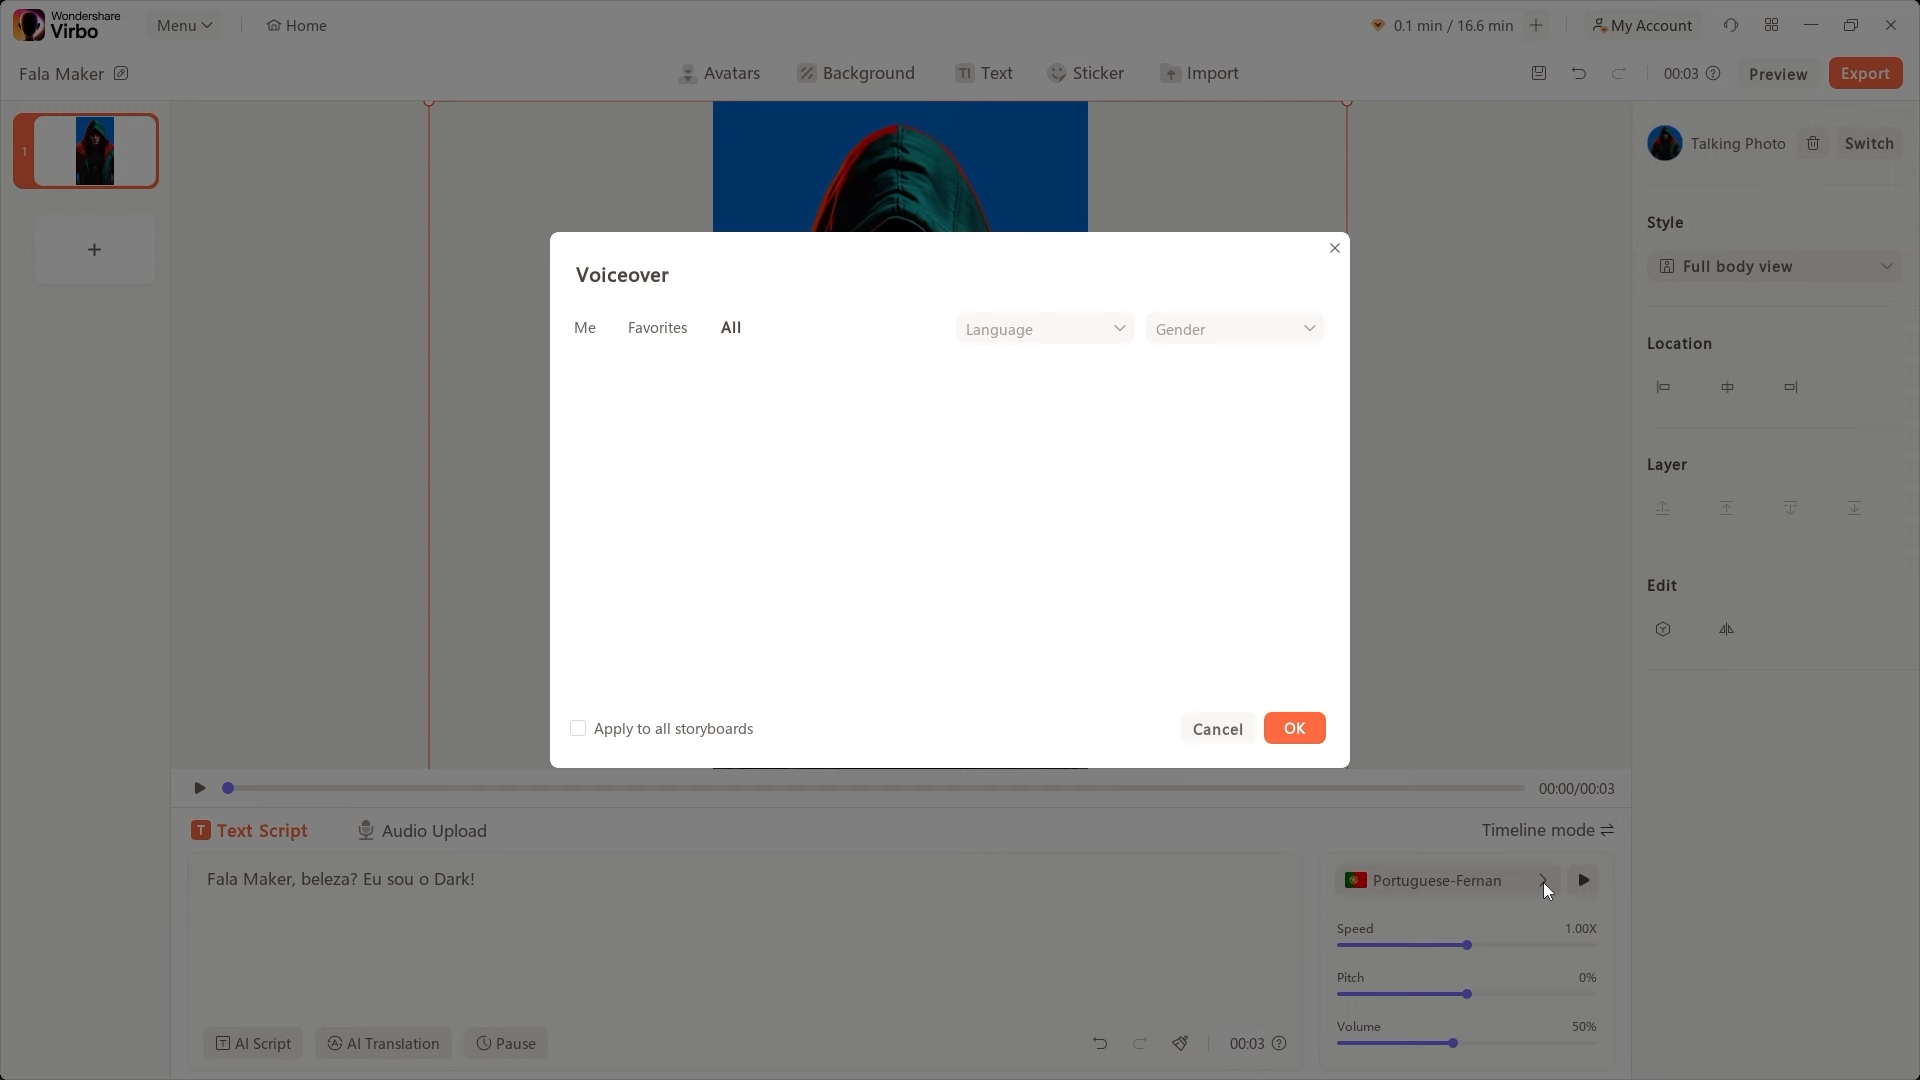 Wondershare
Virbo
Menu
Home
0.1 min / 16.6 min
My Account
Fala Maker
Avatars
Background
TI Text
Sticker
Import
00:03
Preview
Export
1
Talking Photo
Switch
Style
Full body view
Location
Layer
Edit
Voiceover
Me
Favorites
All
Language
Gender
Apply to all storyboards
Cancel
OK
00:00/00:03
T Text Script
Audio Upload
Timeline mode
Fala Maker, beleza? Eu sou o Dark!
Portuguese-Fernan
Speed
1.00X
Pitch
0%
Volume
50%
T AI Script
A AI Translation
Pause
00:03